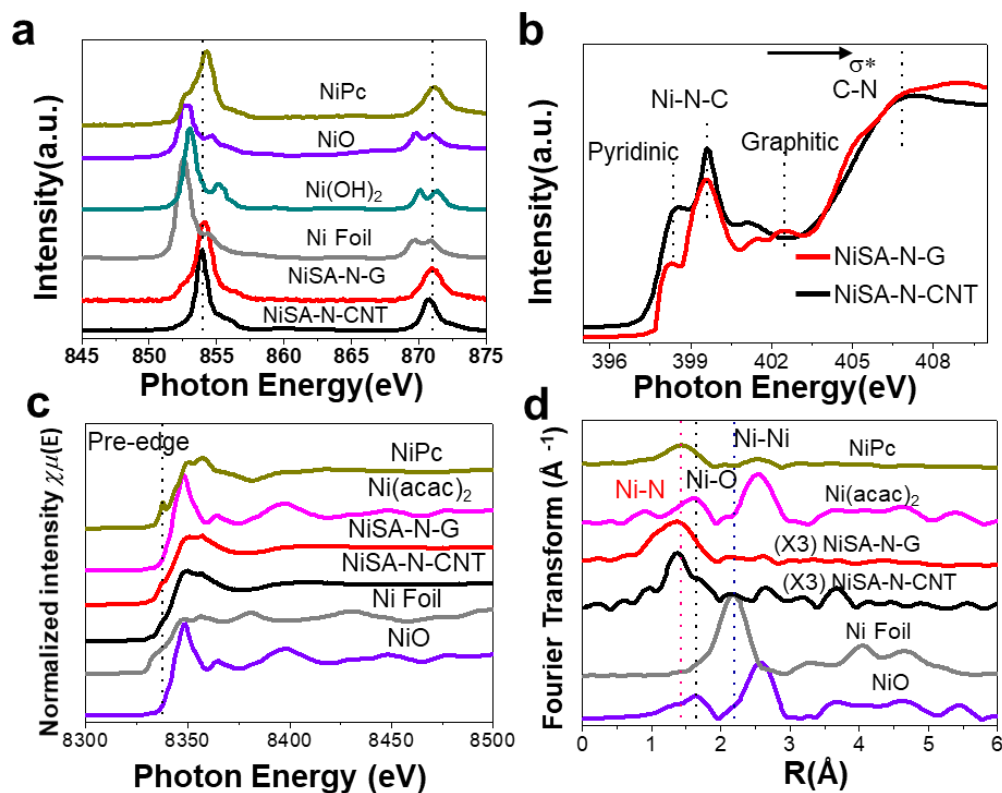 a
NiPc
NiO
Ni(OH)2
Ni Foil
NiSA-N-G
NiSA-N-CNT
Intensity(a.u.)
845 850 855 860 865 870 875
Photon Energy(eV)
b
σ*
C-N
Ni-N-C
Pyridinic
Graphitic
NiSA-N-G
NiSA-N-CNT
Intensity(a.u.)
396 399 402 405 408
Photon Energy(eV)
c
Pre-edge
NiPc
Ni(acac)2
NiSA-N-G
NiSA-N-CNT
Ni Foil
NiO
Normalized intensity χμ(E)
8300 8350 8400 8450 8500
Photon Energy (eV)
d
Ni-Ni
NiPc
Ni-O
Ni-N
Ni(acac)2
(X3) NiSA-N-G
(X3) NiSA-N-CNT
Ni Foil
NiO
Fourier Transform (Å -1)
0 1 2 3 4 5 6
R(Å)